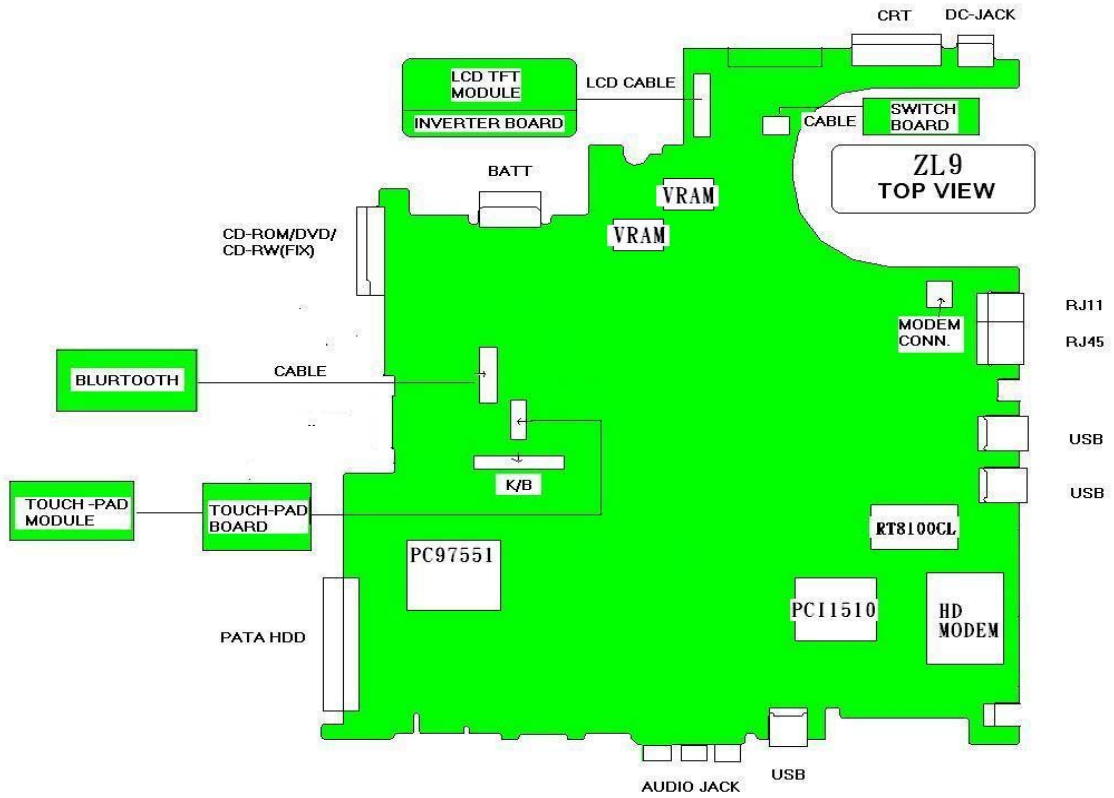 CRT
DC-JACK
LCD TFT
MODULE
INVERTER BOARD
LCD CABLE
CABLE
SWITCH
BOARD
ZL9
TOP VIEW
BATT
VRAM
VRAM
CD-ROM/DVD/
CD-RW(FIX)
MODEM
CONN.
RJ11
RJ45
BLURTOOTH
CABLE
USB
USB
K/B
TOUCH -PAD
MODULE
TOUCH-PAD
BOARD
RT8100CL
PC97551
PCI1510
HD
MODEM
PATA HDD
AUDIO JACK
USB